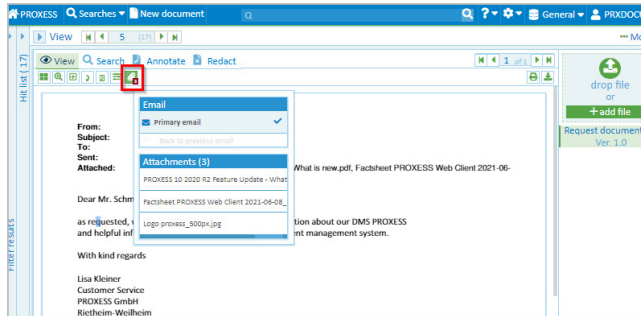 PROXESS Searches New document ? General PRXDOC
View 5 (17)
View Search Annotate Redact 1 of 1
Hit list (17)
Filter results
drop file
or
+ add file
Request document
Ver. 1.0
Email
Primary email
Back to previous email
Attachments (3)
PROXESS 10 2020 R2 Feature Update - What
Factsheet PROXESS Web Client 2021-06-08_
Logo proxess_500px.jpg
From:
Subject:
To:
Sent:
Attached: What is new.pdf, Factsheet PROXESS Web Client 2021-06-
Dear Mr. Schm
as requested, tion about our DMS PROXESS
and helpful inf nt management system.
With kind regards
Lisa Kleiner
Customer Service
PROXESS GmbH
Rietheim-Weilheim